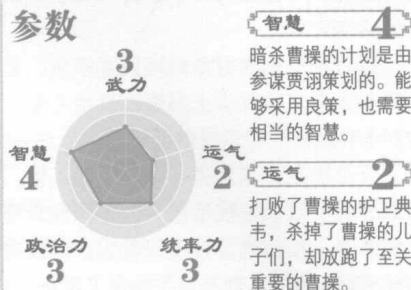 参数
3
武力
智慧
4
运气
2
政治力
3
统率力
3
智慧 4
暗杀曹操的计划是由
参谋贾诩策划的。能
够采用良策，也需要
相当的智慧。
运气 2
打败了曹操的护卫典
韦，杀掉了曹操的儿
子们，却放跑了至关
重要的曹操。